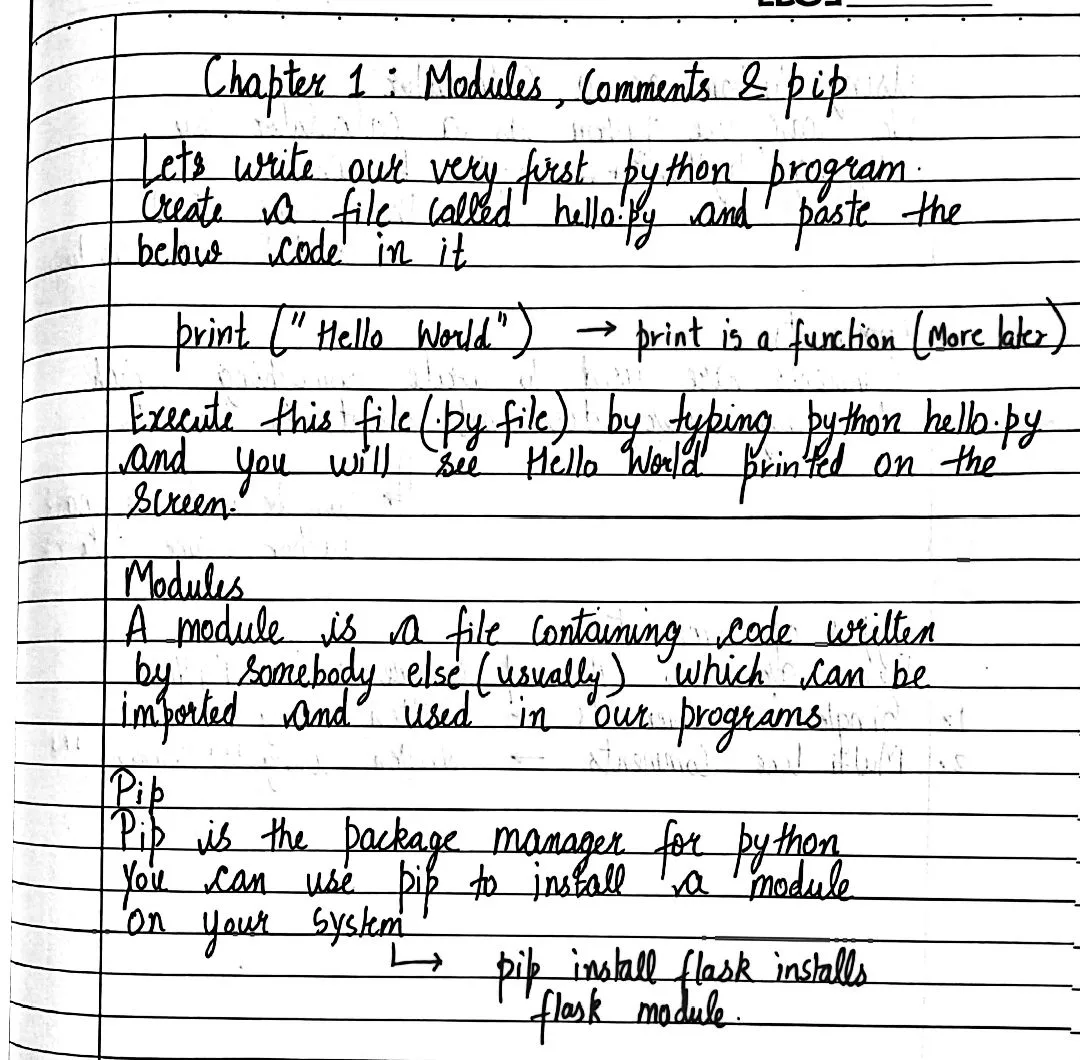 Chapter 1 : Modules, Comments & pip
Lets write our very first python program.
Create a file called hello.py and paste the
below code in it
print ("Hello World") → print is a function (More later)
Execute this file (.py file) by typing python hello.py
and you will see Hello World printed on the
screen.
Modules
A module is a file containing code written
by somebody else (usually) which can be
imported and used in our programs
Pip
Pip is the package manager for python
You can use pip to install a module
on your system
↳ pip install flask installs
flask module.